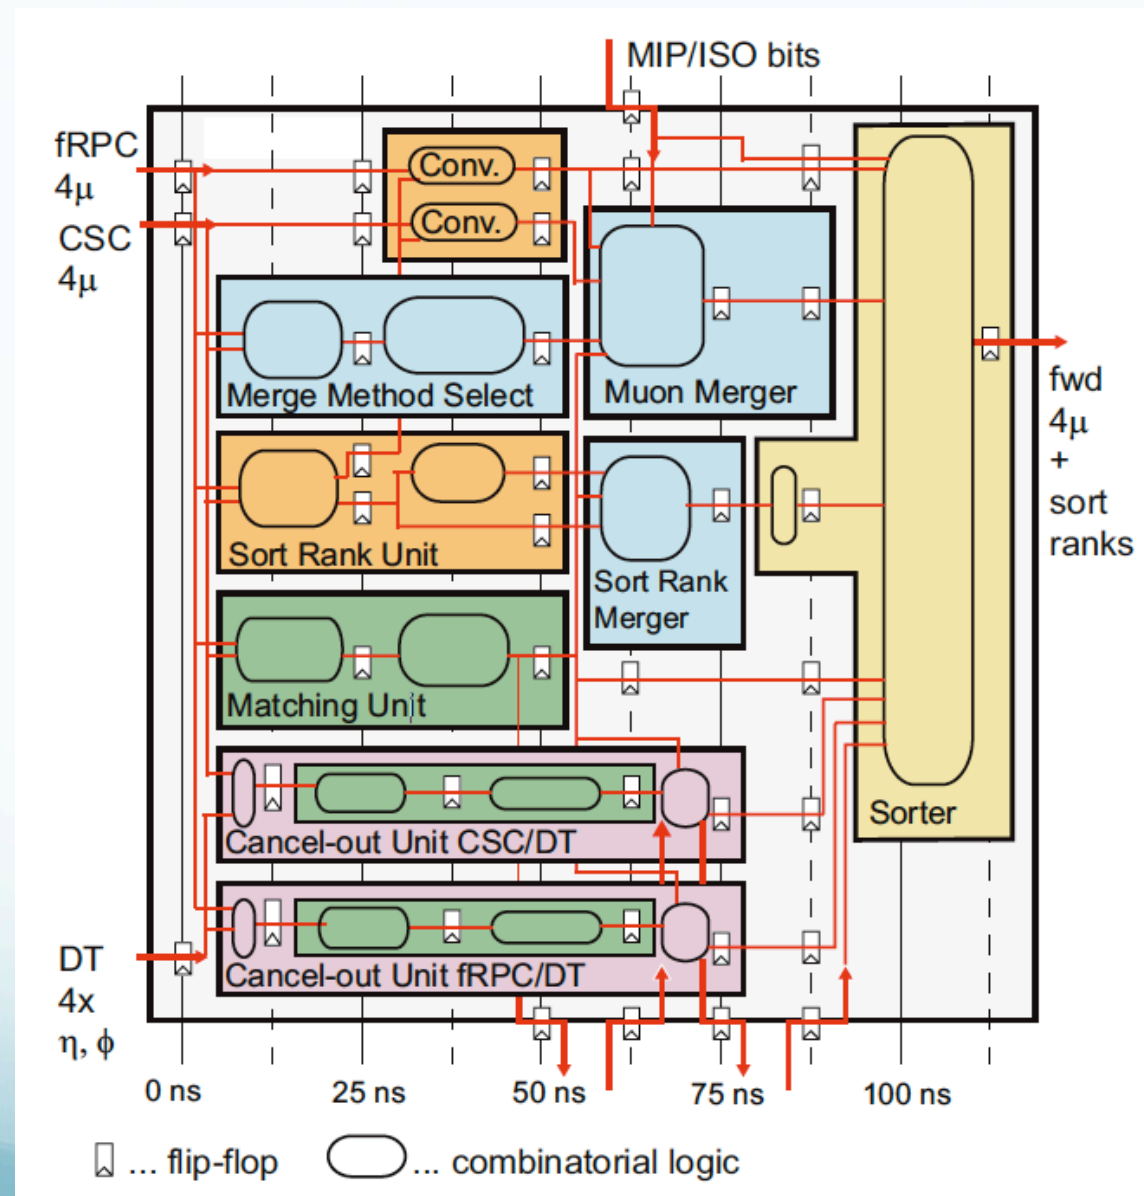 MIP/ISO bits
fRPC
4μ
CSC
4μ
Conv.
Conv.
Merge Method Select
Muon Merger
fwd
4μ
+
sort
ranks
Sort Rank Unit
Sort Rank
Merger
Matching Unit
Cancel-out Unit CSC/DT
Sorter
Cancel-out Unit fRPC/DT
DT
4x
η, ϕ
0 ns
25 ns
50 ns
75 ns
100 ns
... flip-flop
... combinatorial logic